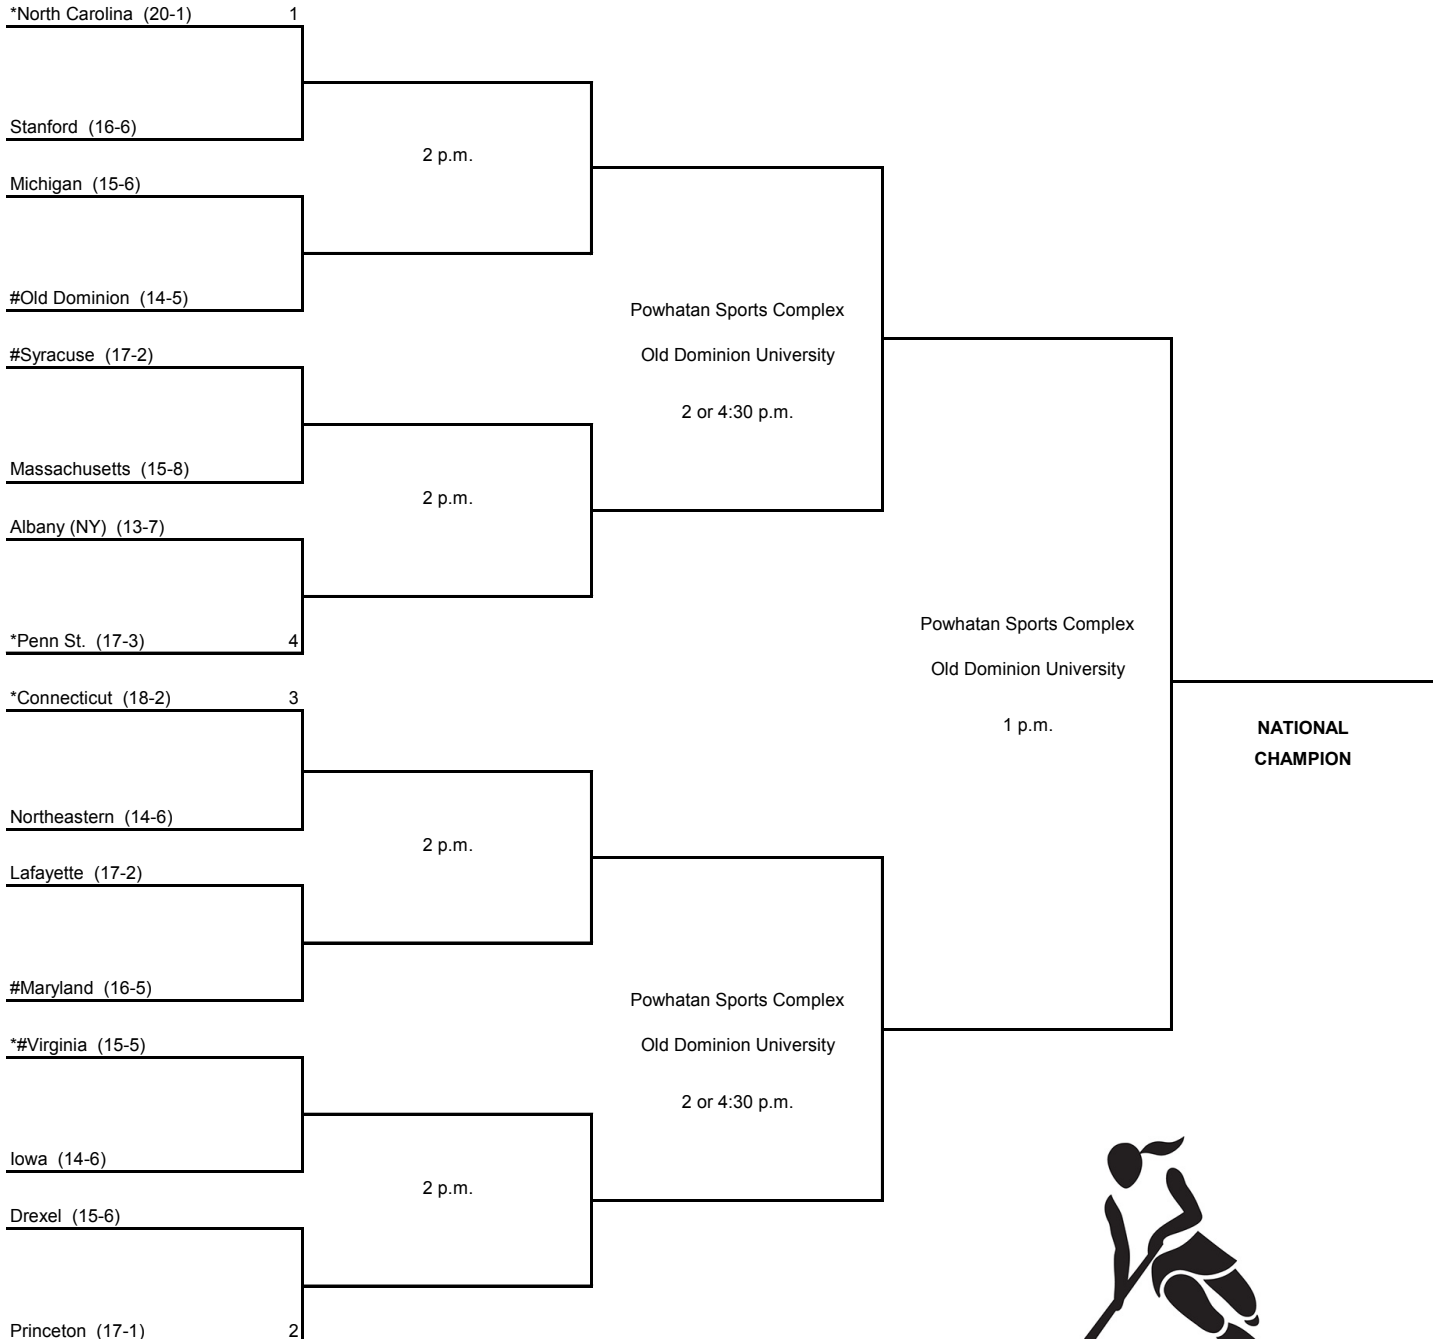 *North Carolina (20-1) 1
Stanford (16-6)
2 p.m.
Michigan (15-6)
#Old Dominion (14-5)
Powhatan Sports Complex
Old Dominion University
2 or 4:30 p.m.
#Syracuse (17-2)
Massachusetts (15-8)
2 p.m.
Albany (NY) (13-7)
*Penn St. (17-3) 4
Powhatan Sports Complex
Old Dominion University
1 p.m.
NATIONAL
CHAMPION
*Connecticut (18-2) 3
Northeastern (14-6)
2 p.m.
Lafayette (17-2)
#Maryland (16-5)
Powhatan Sports Complex
Old Dominion University
2 or 4:30 p.m.
*#Virginia (15-5)
Iowa (14-6)
2 p.m.
Drexel (15-6)
Princeton (17-1) 2